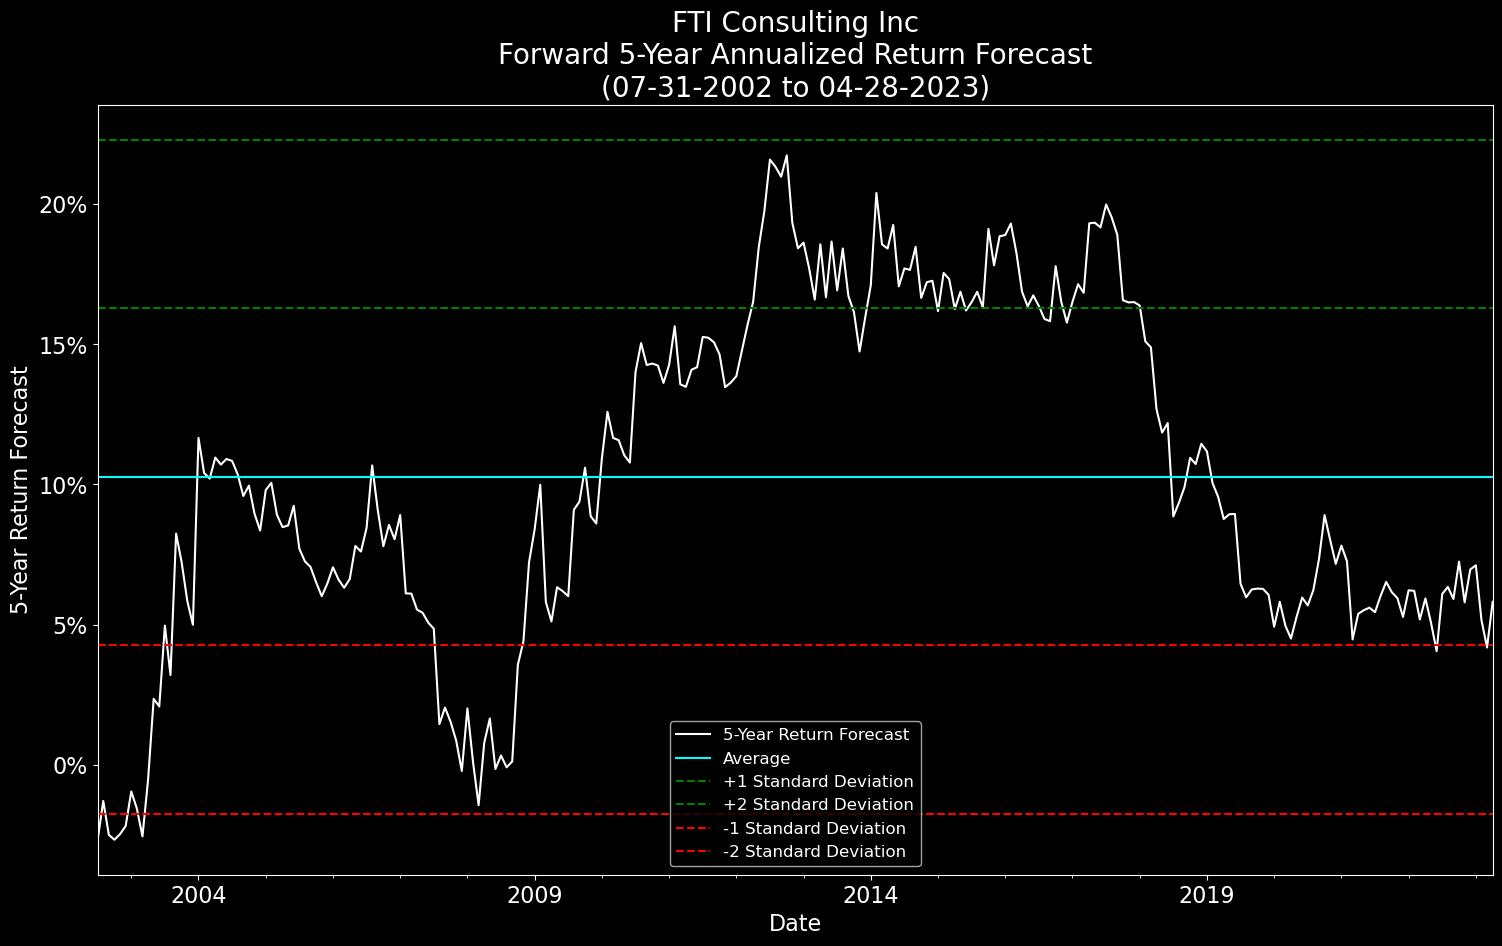 FTI Consulting Inc
Forward 5-Year Annualized Return Forecast
(07-31-2002 to 04-28-2023)
5-Year Return Forecast
20%
15%
10%
5%
0%
5-Year Return Forecast
Average
+1 Standard Deviation
+2 Standard Deviation
-1 Standard Deviation
-2 Standard Deviation
2004 2009 2014 2019
Date